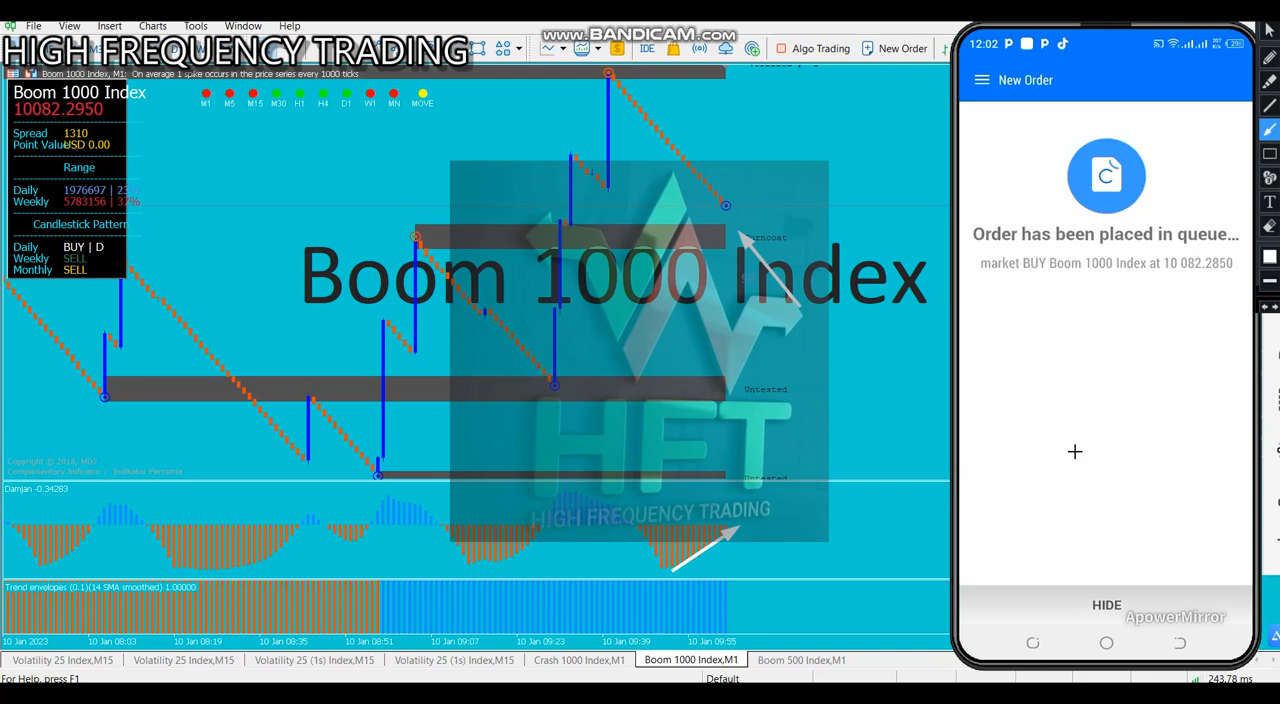 File View Insert Charts Tools Window Help
www.BANDICAM.com
HIGH FREQUENCY TRADING
IDE Algo Trading New Order
Boom 1000 Index, M1: On average 1 spike occurs in the price series every 1000 ticks
Boom 1000 Index
10082.2950
M1 M5 M15 M30 H1 H4 D1 W1 MN MOVE
Spread 1310
Point Value USD 0.00
Range
Daily 1976697 | 23%
Weekly 5783156 | 37%
Candlestick Pattern
Daily BUY | D
Weekly SELL
Monthly SELL
Turncoat
Boom 1000 Index
Untested
Untested
HFT
HIGH FREQUENCY TRADING
Copyright © 2018, MDZ
Complimentary Indicator | Indikator Percuma
Damjan -0.34283
Trend envelopes (0.1)(14 SMA smoothed) 1.00000
10 Jan 2023 10 Jan 08:03 10 Jan 08:19 10 Jan 08:35 10 Jan 08:51 10 Jan 09:07 10 Jan 09:23 10 Jan 09:39 10 Jan 09:55
Volatility 25 Index,M15 Volatility 25 Index,M15 Volatility 25 (1s) Index,M15 Volatility 25 (1s) Index,M15 Crash 1000 Index,M1 Boom 1000 Index,M1 Boom 500 Index,M1
For Help, press F1 Default 243.78 ms
12:02
New Order
Order has been placed in queue...
market BUY Boom 1000 Index at 10 082.2850
HIDE
ApowerMirror